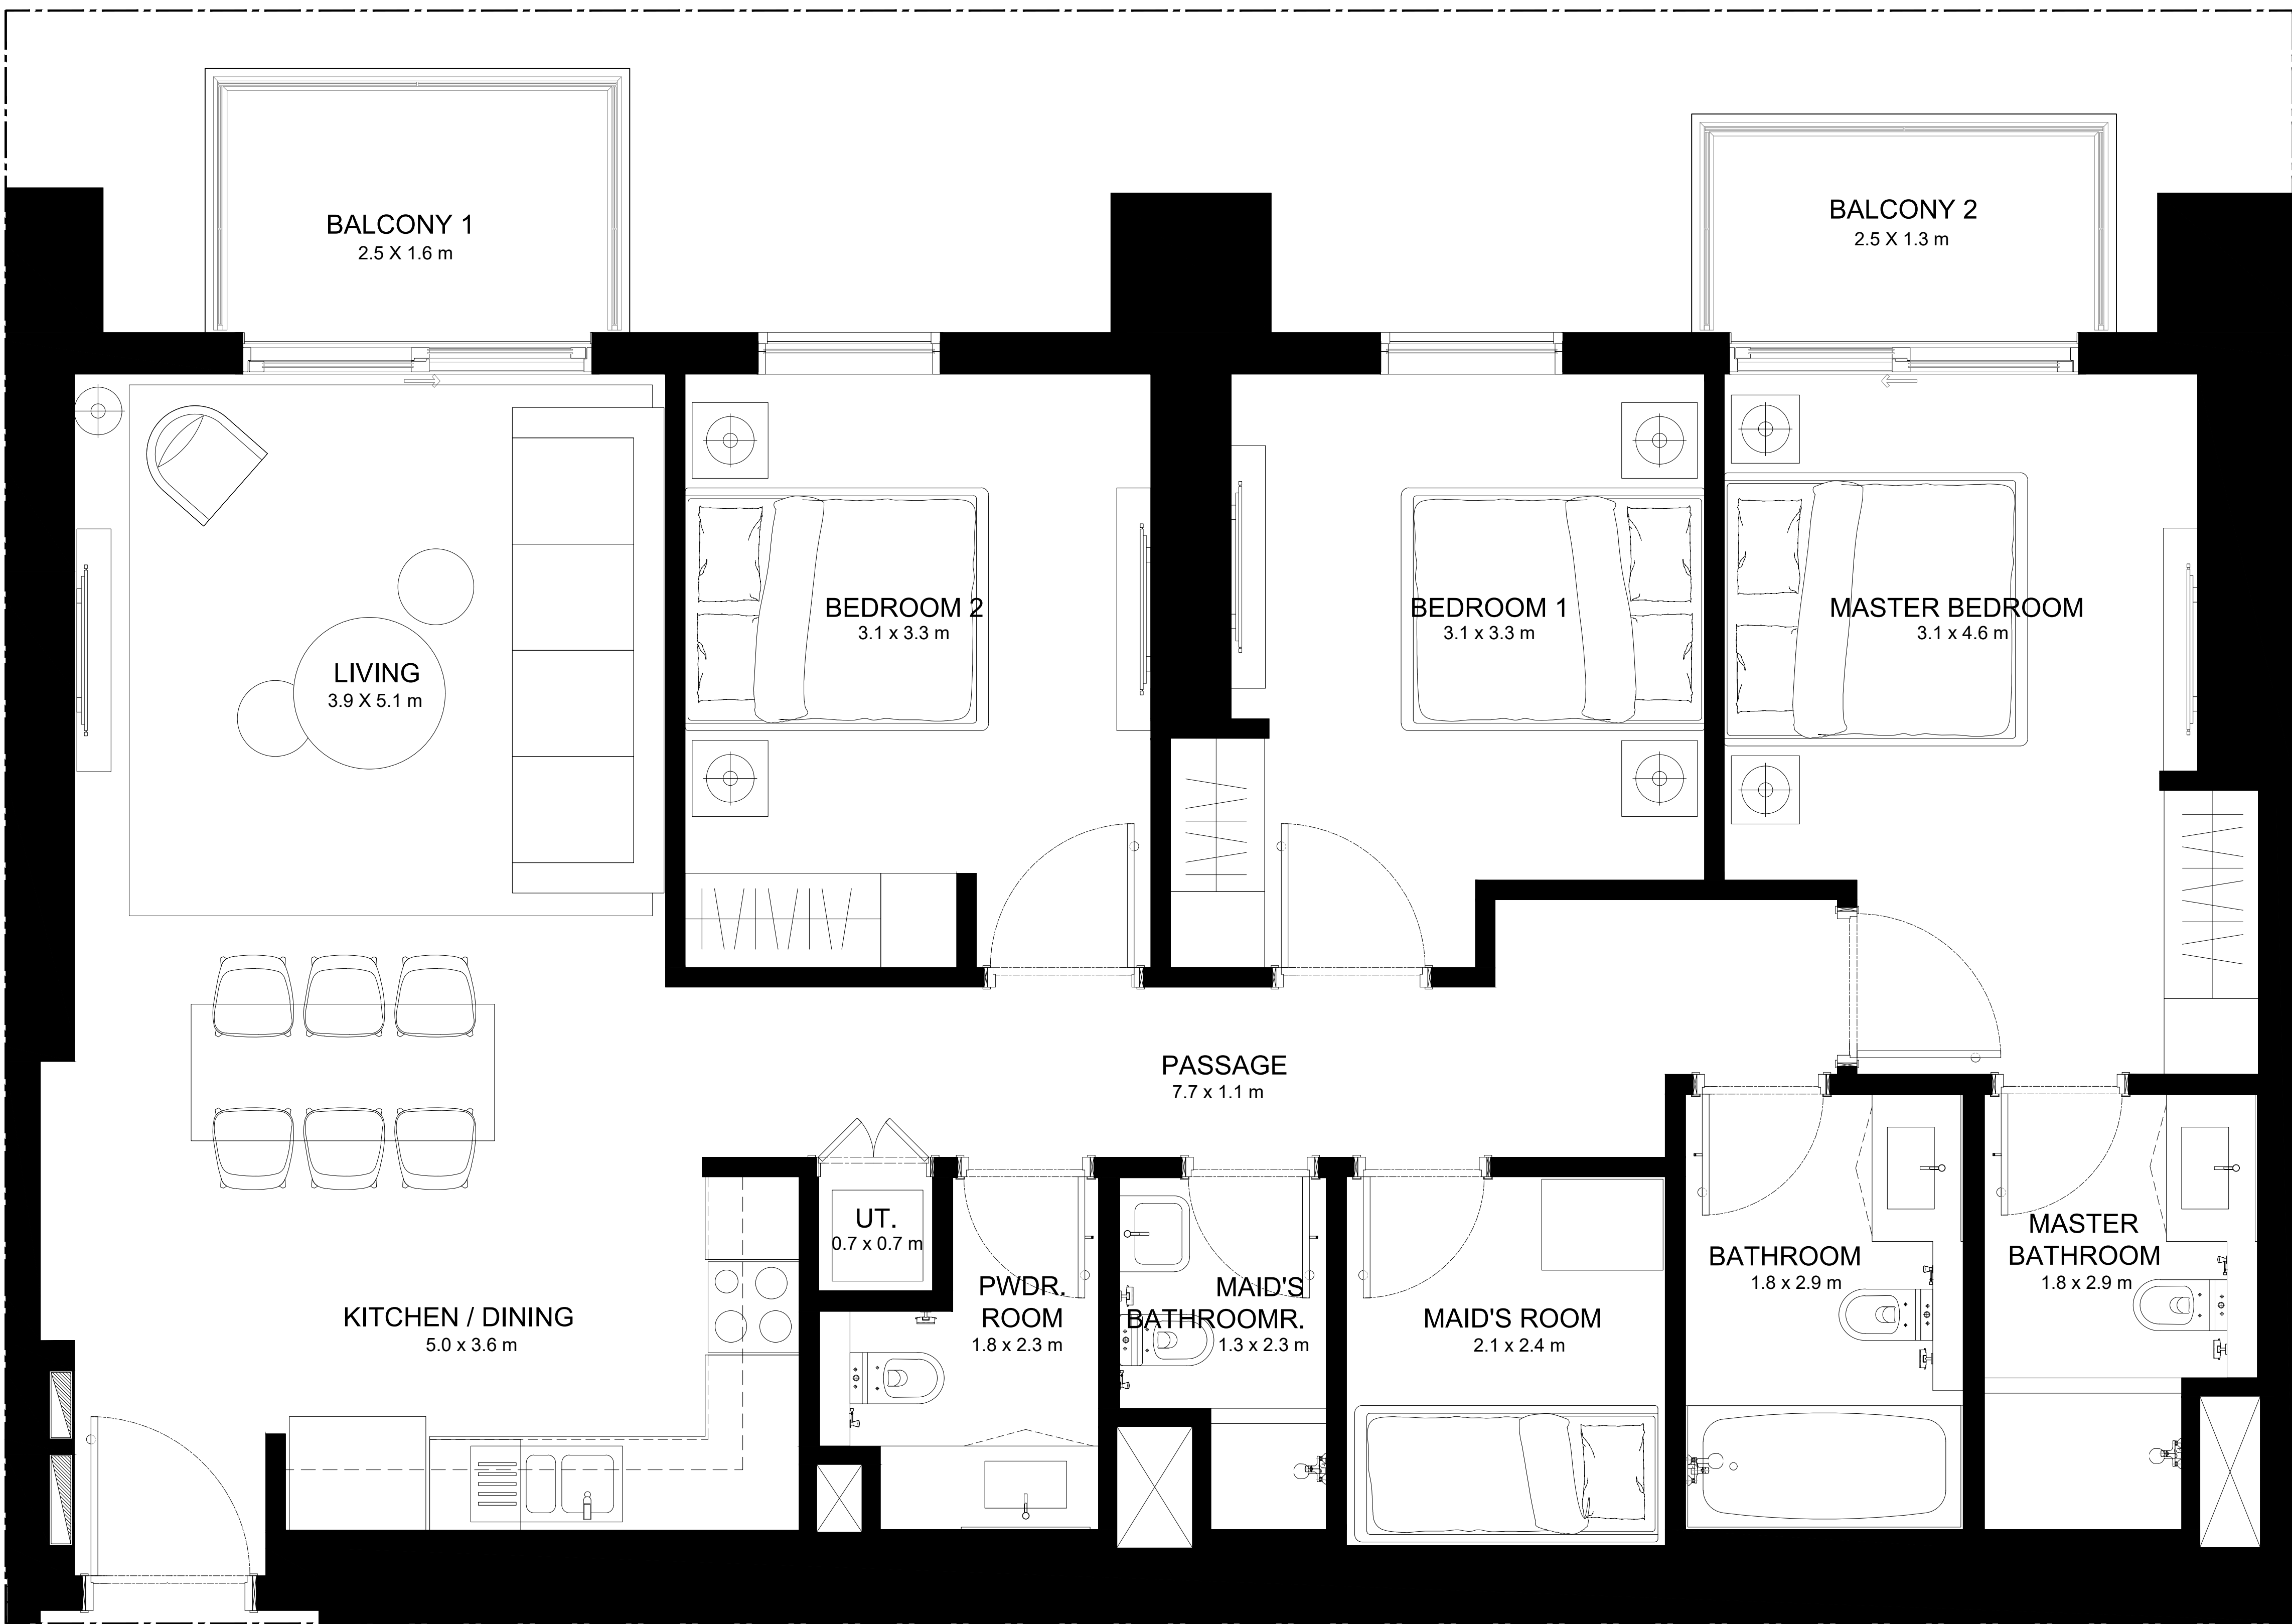 BALCONY 1
2.5 X 1.6 m
BALCONY 2
2.5 X 1.3 m
LIVING
3.9 X 5.1 m
BEDROOM 2
3.1 x 3.3 m
BEDROOM 1
3.1 x 3.3 m
MASTER BEDROOM
3.1 x 4.6 m
PASSAGE
7.7 x 1.1 m
KITCHEN / DINING
5.0 x 3.6 m
UT.
0.7 x 0.7 m
PWDR.
ROOM
1.8 x 2.3 m
MAID'S
BATHROOMR.
1.3 x 2.3 m
MAID'S ROOM
2.1 x 2.4 m
BATHROOM
1.8 x 2.9 m
MASTER
BATHROOM
1.8 x 2.9 m